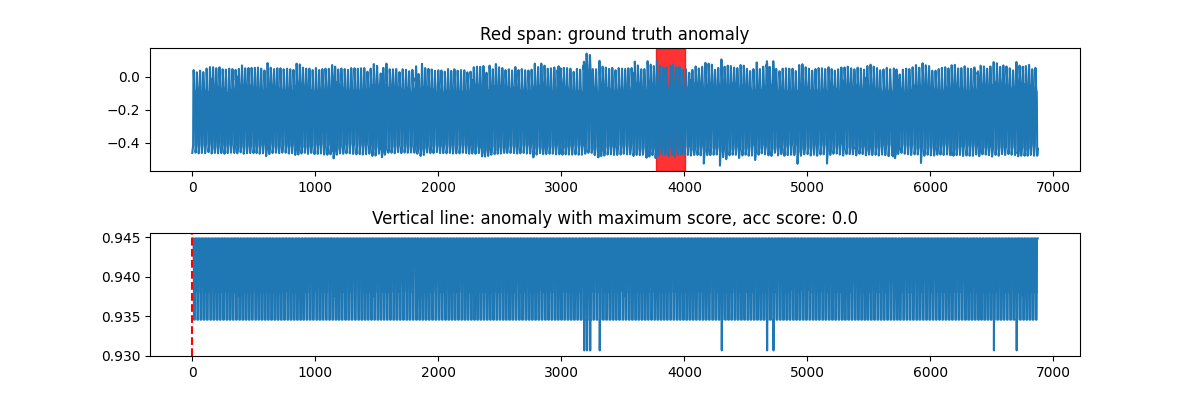 Red span: ground truth anomaly
0.0
−0.2
−0.4
0 1000 2000 3000 4000 5000 6000 7000
Vertical line: anomaly with maximum score, acc score: 0.0
0.945
0.940
0.935
0.930
0 1000 2000 3000 4000 5000 6000 7000